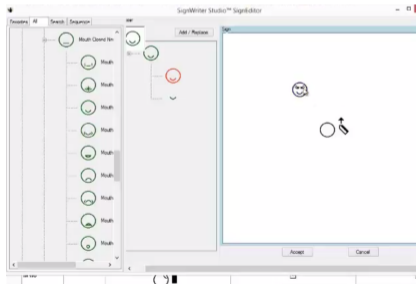 SignWriter Studio™ SignEditor
Favorites All Search Sequence
Add / Replace
Sign
Mouth Closed Neu
Mouth
Mouth
Mouth
Mouth
Mouth
Mouth
Mouth
Mouth
Mouth
Accept Cancel